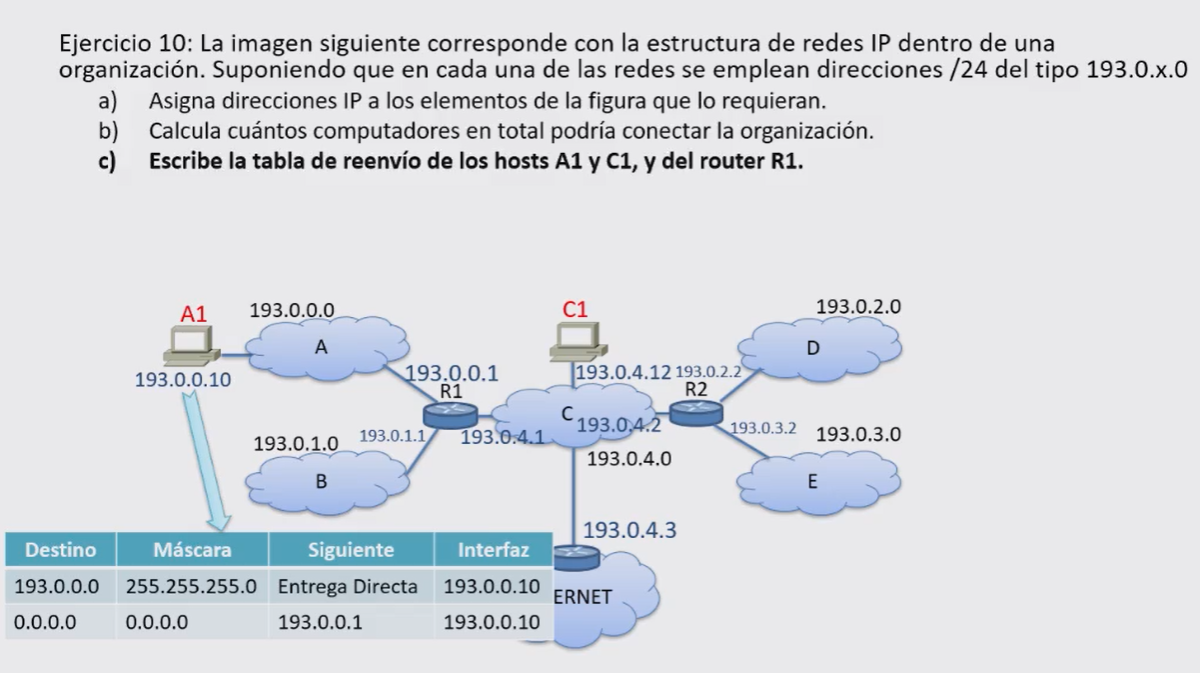 Ejercicio 10: La imagen siguiente corresponde con la estructura de redes IP dentro de una
organización. Suponiendo que en cada una de las redes se emplean direcciones /24 del tipo 193.0.x.0
a) Asigna direcciones IP a los elementos de la figura que lo requieran.
b) Calcula cuántos computadores en total podría conectar la organización.
c) Escribe la tabla de reenvío de los hosts A1 y C1, y del router R1.
A1
193.0.0.0
C1
193.0.2.0
A
D
193.0.0.10
193.0.0.1
193.0.4.12
193.0.2.2
R1
R2
C
193.0.4.2
193.0.1.0
193.0.1.1
193.0.4.1
193.0.3.2
193.0.3.0
193.0.4.0
B
E
193.0.4.3
Destino Máscara Siguiente Interfaz
193.0.0.0 255.255.255.0 Entrega Directa 193.0.0.10
ERNET
0.0.0.0 0.0.0.0 193.0.0.1 193.0.0.10